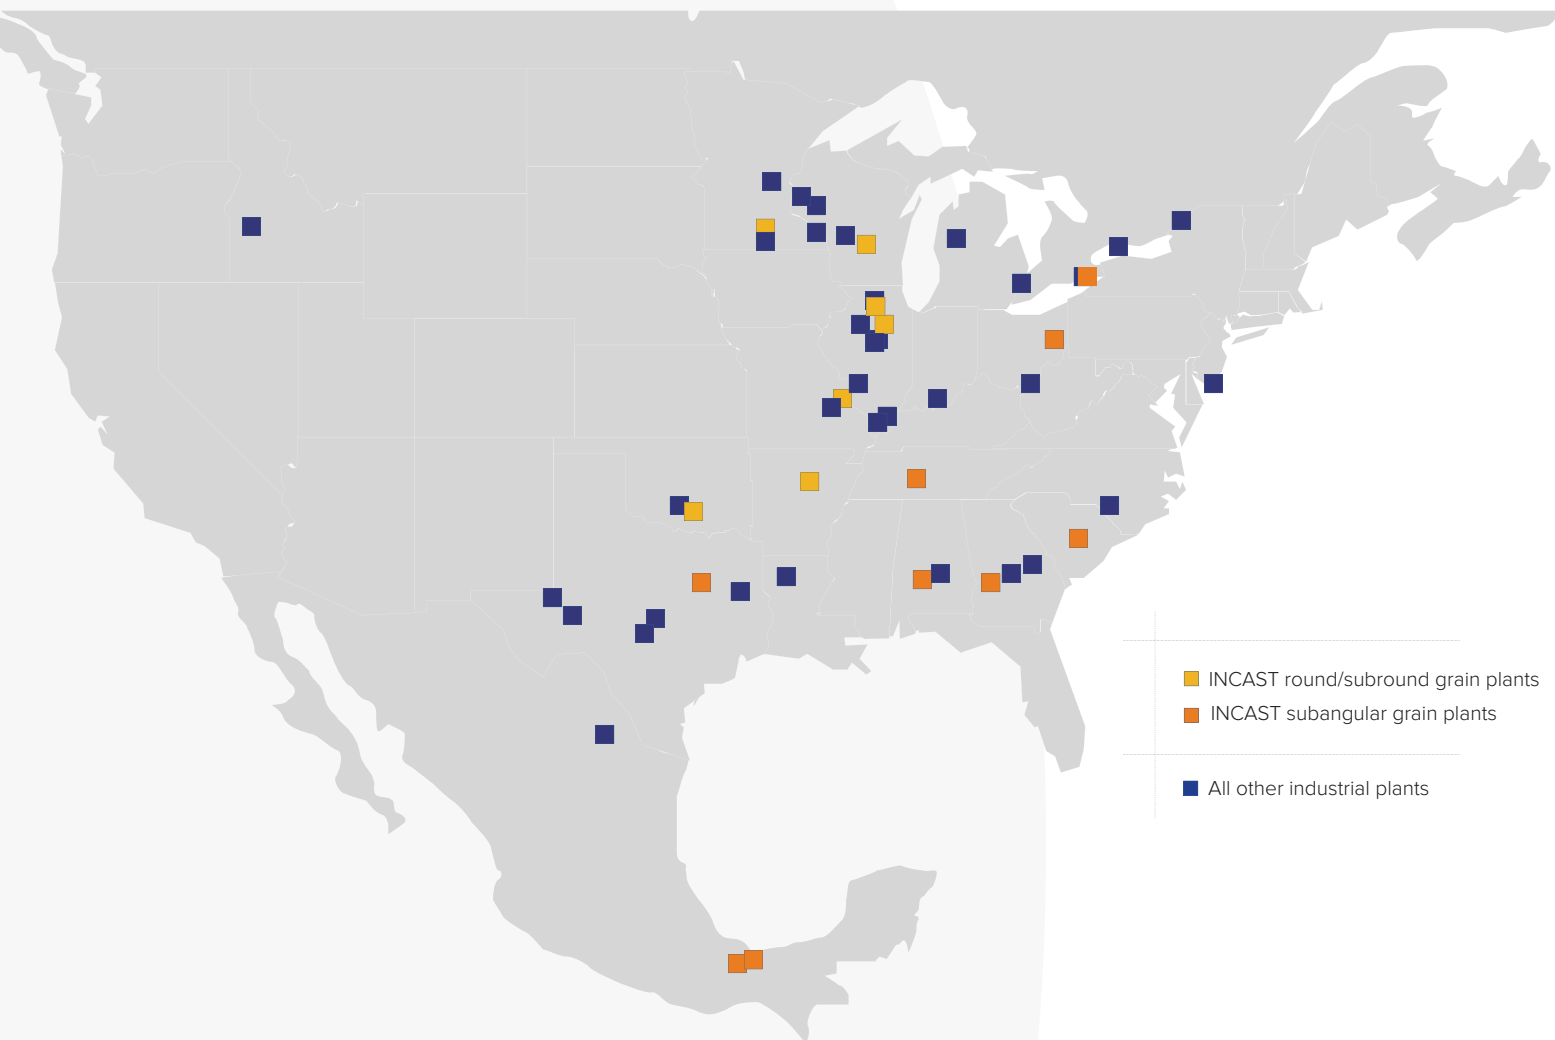 INCAST round/subround grain plants
INCAST subangular grain plants
All other industrial plants